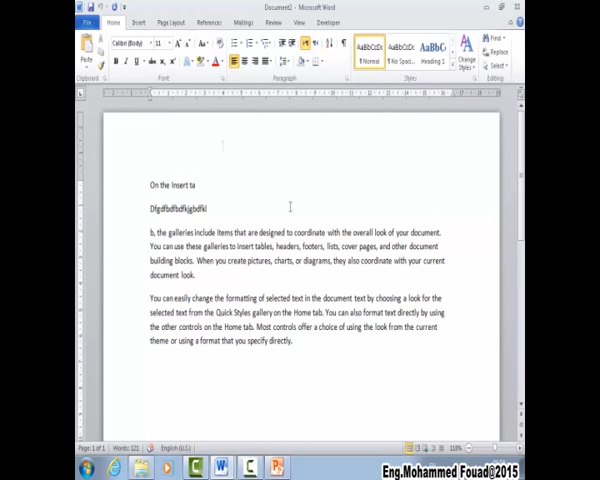 Document2 - Microsoft Word
File Home Insert Page Layout References Mailings Review View Developer
Calibri (Body) 11
Paste
AaBbCcDc AaBbCcDc AaBbC
¶ Normal ¶ No Spaci... Heading 1
Change Styles
Find
Replace
Select
Clipboard Font Paragraph Styles Editing
On the Insert ta
Dfgdfbdfbdfkjgbdfkl
b, the galleries include items that are designed to coordinate with the overall look of your document.
You can use these galleries to insert tables, headers, footers, lists, cover pages, and other document
building blocks. When you create pictures, charts, or diagrams, they also coordinate with your current
document look.
You can easily change the formatting of selected text in the document text by choosing a look for the
selected text from the Quick Styles gallery on the Home tab. You can also format text directly by using
the other controls on the Home tab. Most controls offer a choice of using the look from the current
theme or using a format that you specify directly.
Page: 1 of 1 Words: 121 English (U.S.) 118%
Eng.Mohammed Fouad@2015